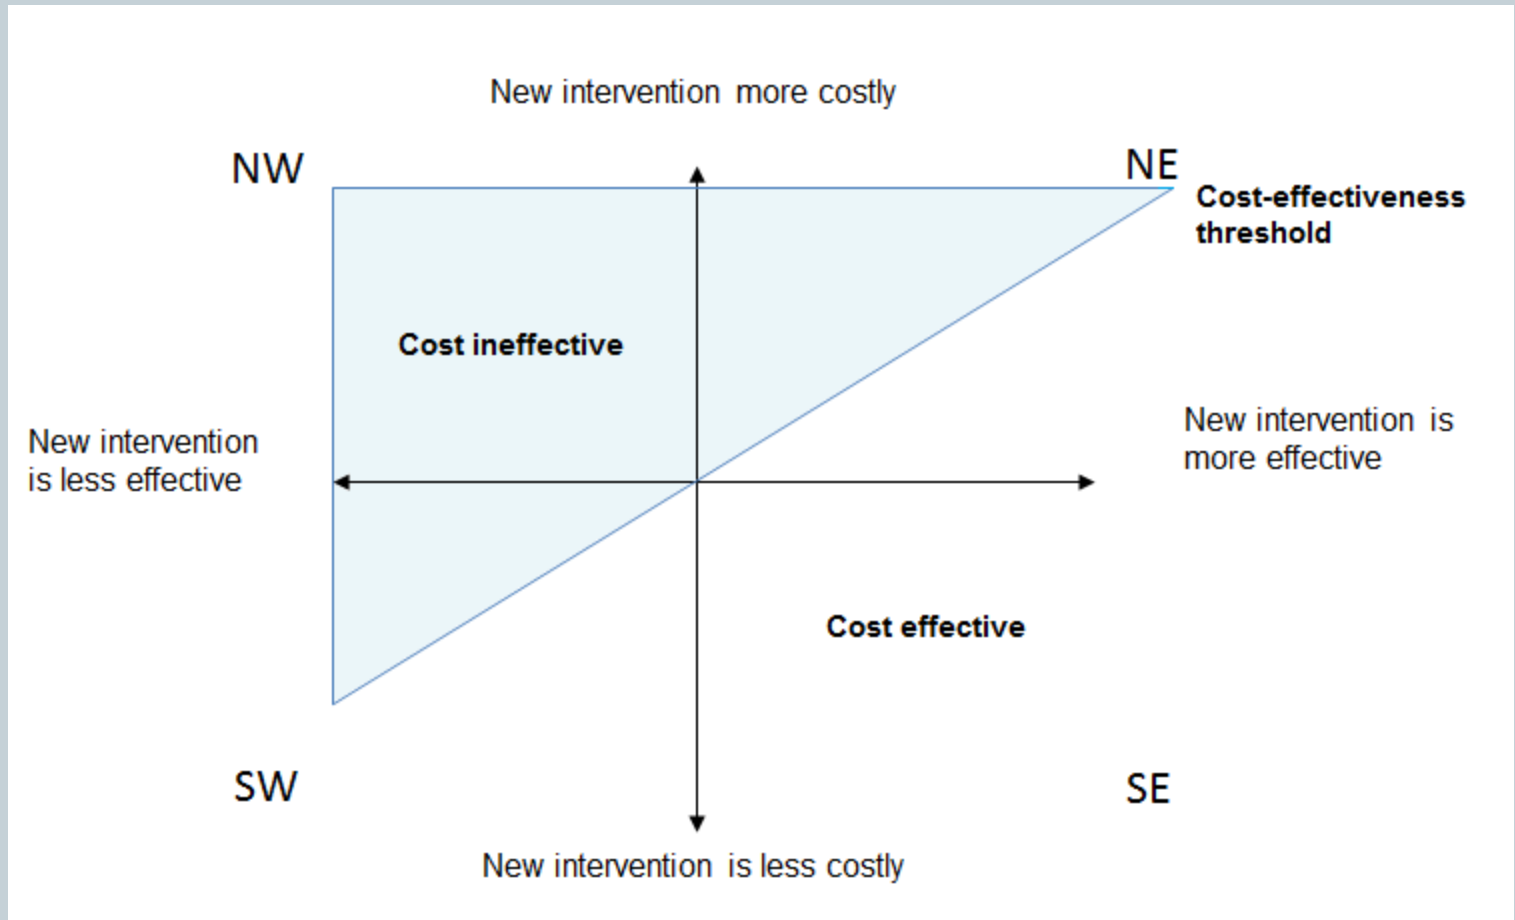 New intervention more costly
NW
NE
Cost-effectiveness
threshold
Cost ineffective
New intervention
is less effective
New intervention is
more effective
Cost effective
SW
SE
New intervention is less costly